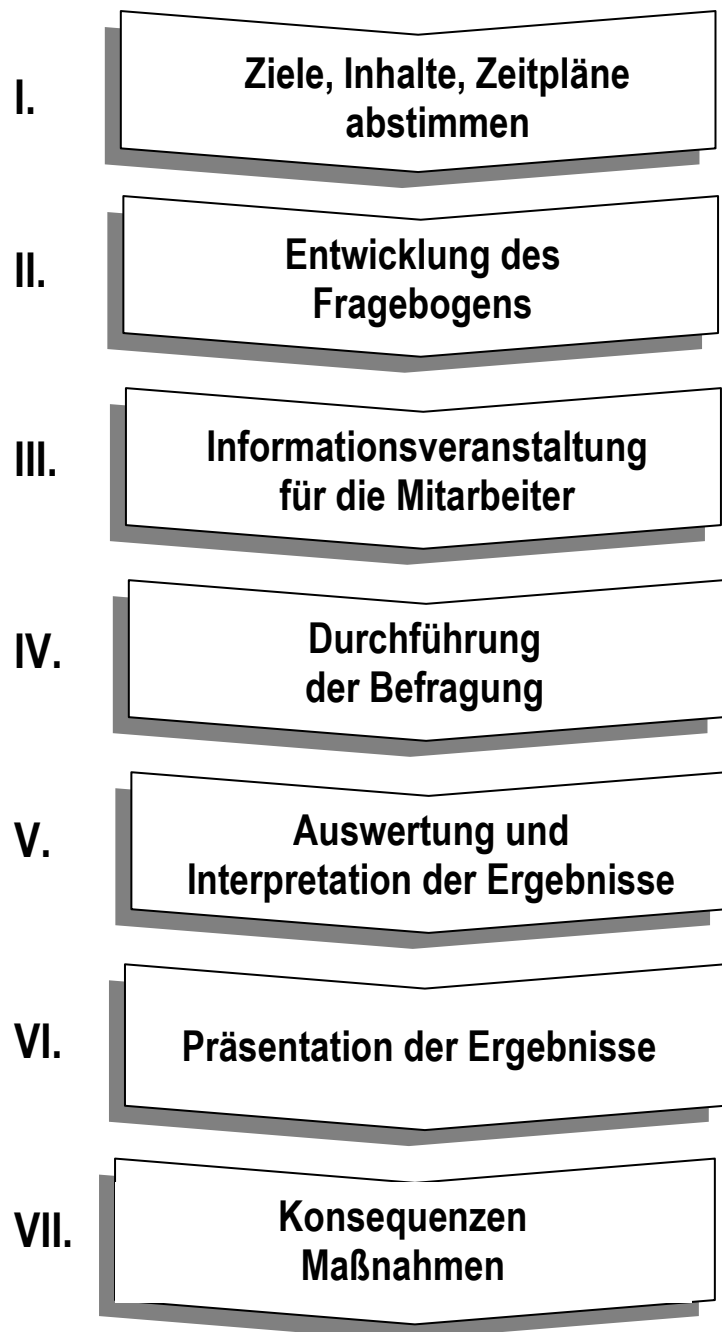 I.
Ziele, Inhalte, Zeitpläne
abstimmen
II.
Entwicklung des
Fragebogens
III.
Informationsveranstaltung
für die Mitarbeiter
IV.
Durchführung
der Befragung
V.
Auswertung und
Interpretation der Ergebnisse
VI.
Präsentation der Ergebnisse
VII.
Konsequenzen
Maßnahmen